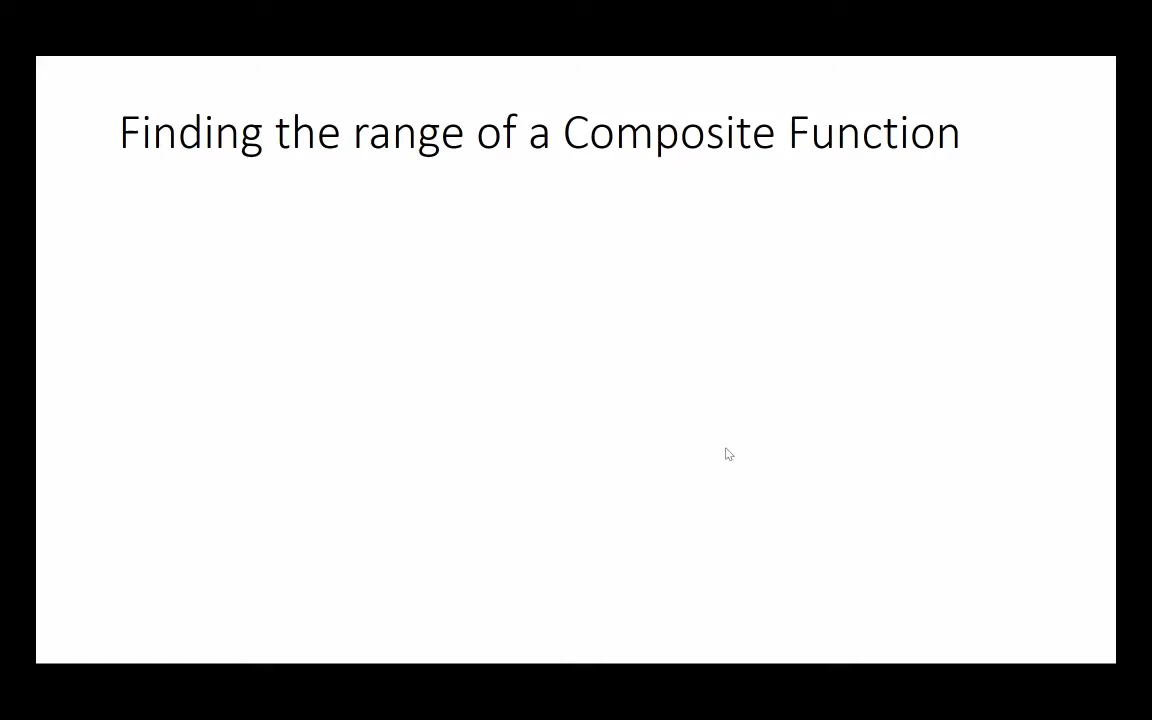 Finding the range of a Composite Function